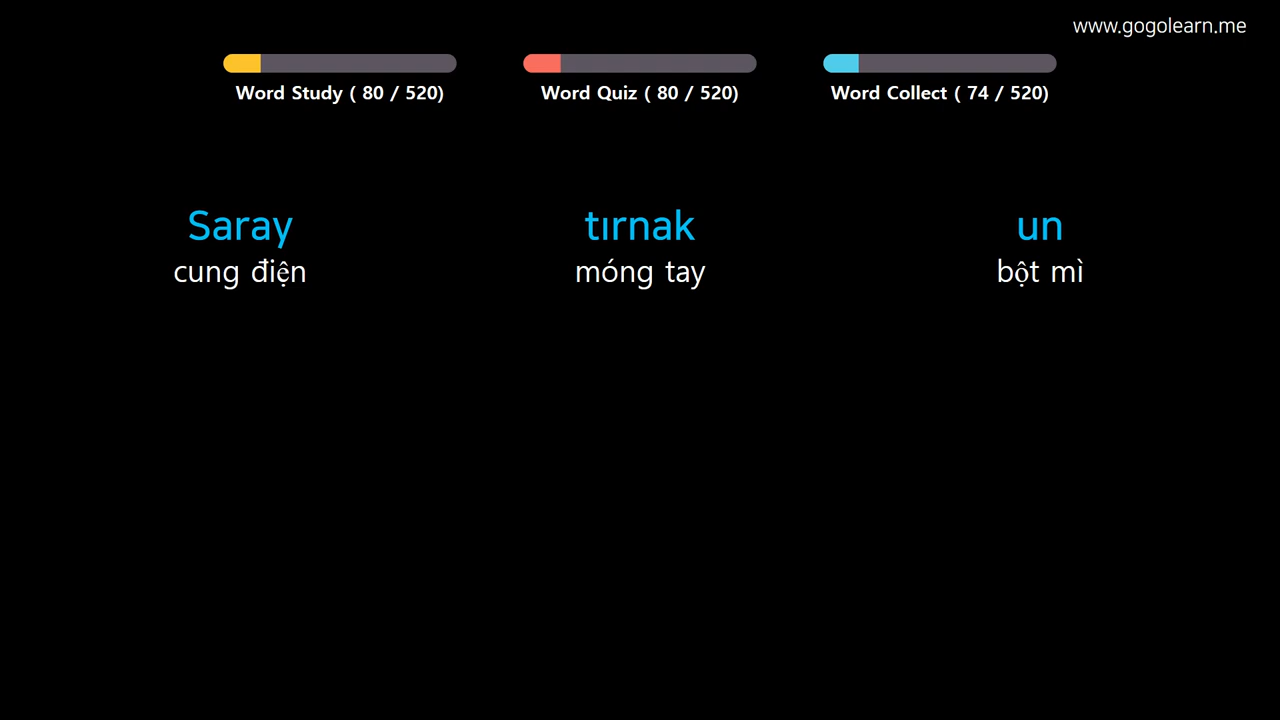 www.gogolearn.me
Word Study ( 80 / 520)
Word Quiz ( 80 / 520)
Word Collect ( 74 / 520)
Saray
cung điện
tırnak
móng tay
un
bột mì